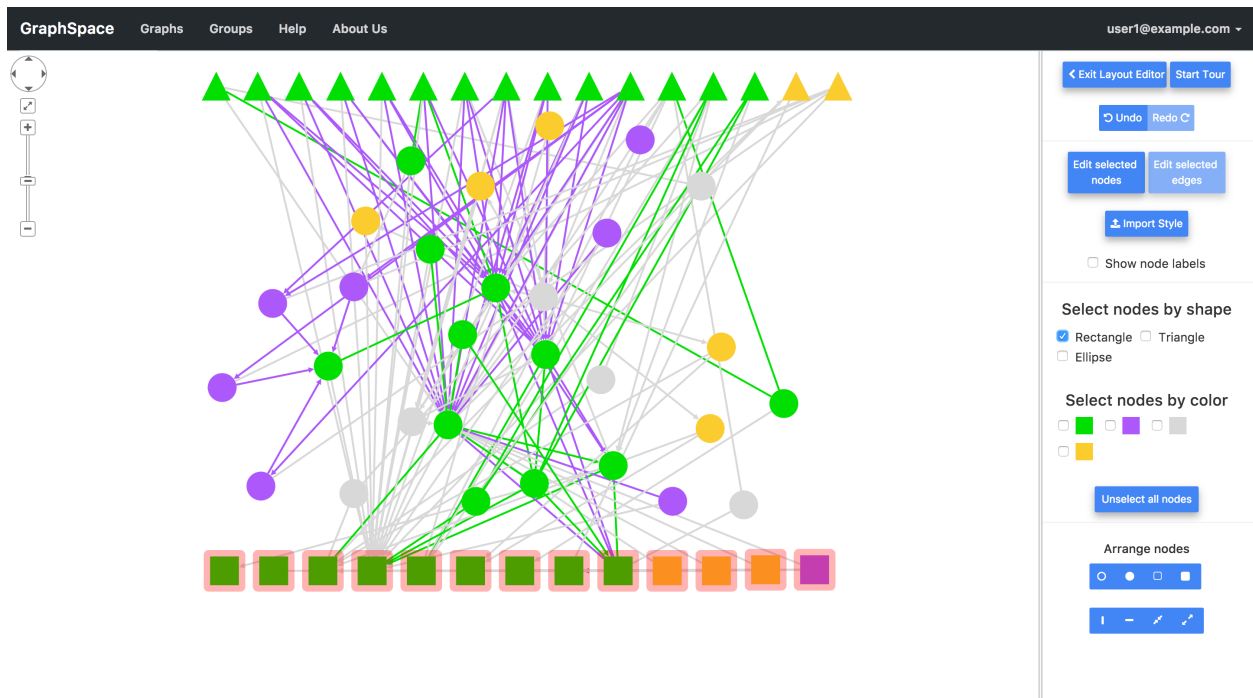 GraphSpace Graphs Groups Help About Us user1@example.com
Exit Layout Editor Start Tour
Undo Redo
Edit selected nodes Edit selected edges
Import Style
Show node labels
Select nodes by shape
Rectangle Triangle
Ellipse
Select nodes by color
Unselect all nodes
Arrange nodes